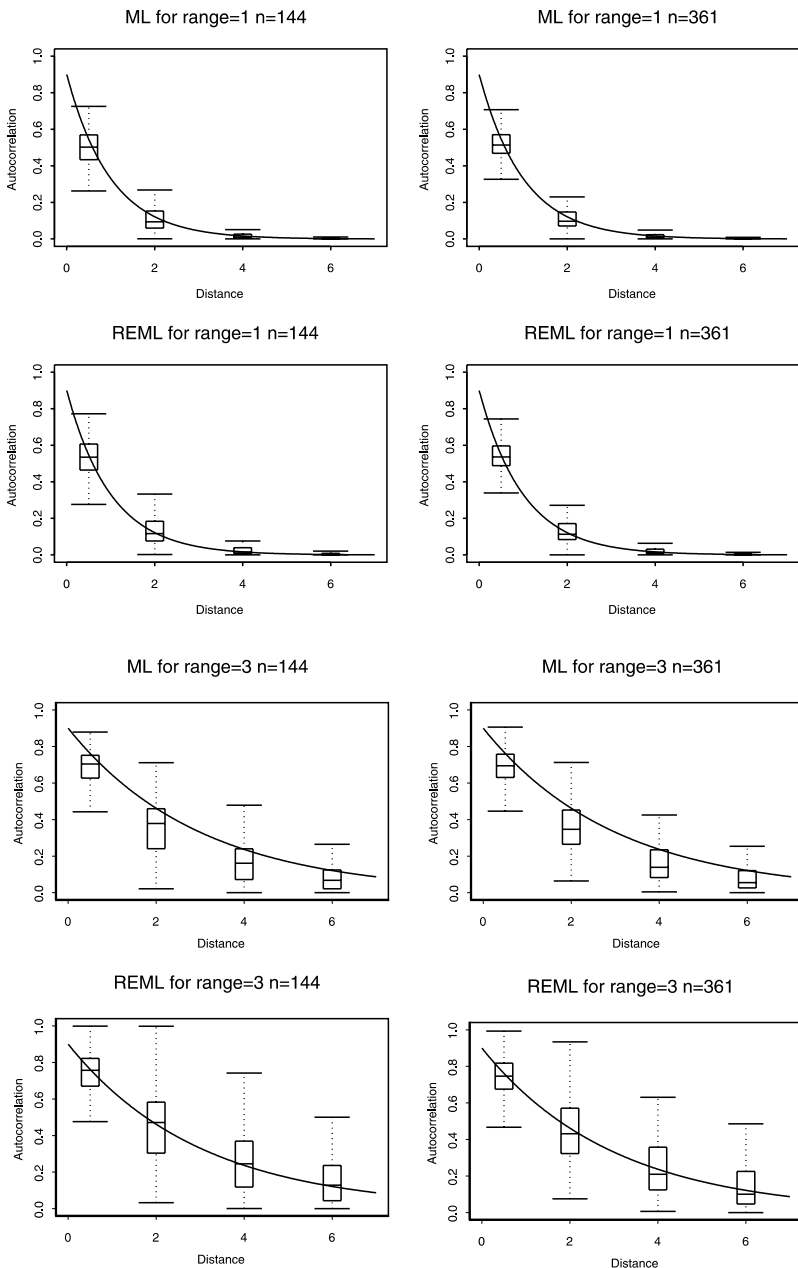 ML for range=1 n=144
1.0
0.8
0.6
0.4
0.2
0.0
Autocorrelation
0 2 4 6
Distance
ML for range=1 n=361
1.0
0.8
0.6
0.4
0.2
0.0
Autocorrelation
0 2 4 6
Distance
REML for range=1 n=144
1.0
0.8
0.6
0.4
0.2
0.0
Autocorrelation
0 2 4 6
Distance
REML for range=1 n=361
1.0
0.8
0.6
0.4
0.2
0.0
Autocorrelation
0 2 4 6
Distance
ML for range=3 n=144
1.0
0.8
0.6
0.4
0.2
0.0
Autocorrelation
0 2 4 6
Distance
ML for range=3 n=361
1.0
0.8
0.6
0.4
0.2
0.0
Autocorrelation
0 2 4 6
Distance
REML for range=3 n=144
1.0
0.8
0.6
0.4
0.2
0.0
Autocorrelation
0 2 4 6
Distance
REML for range=3 n=361
1.0
0.8
0.6
0.4
0.2
0.0
Autocorrelation
0 2 4 6
Distance